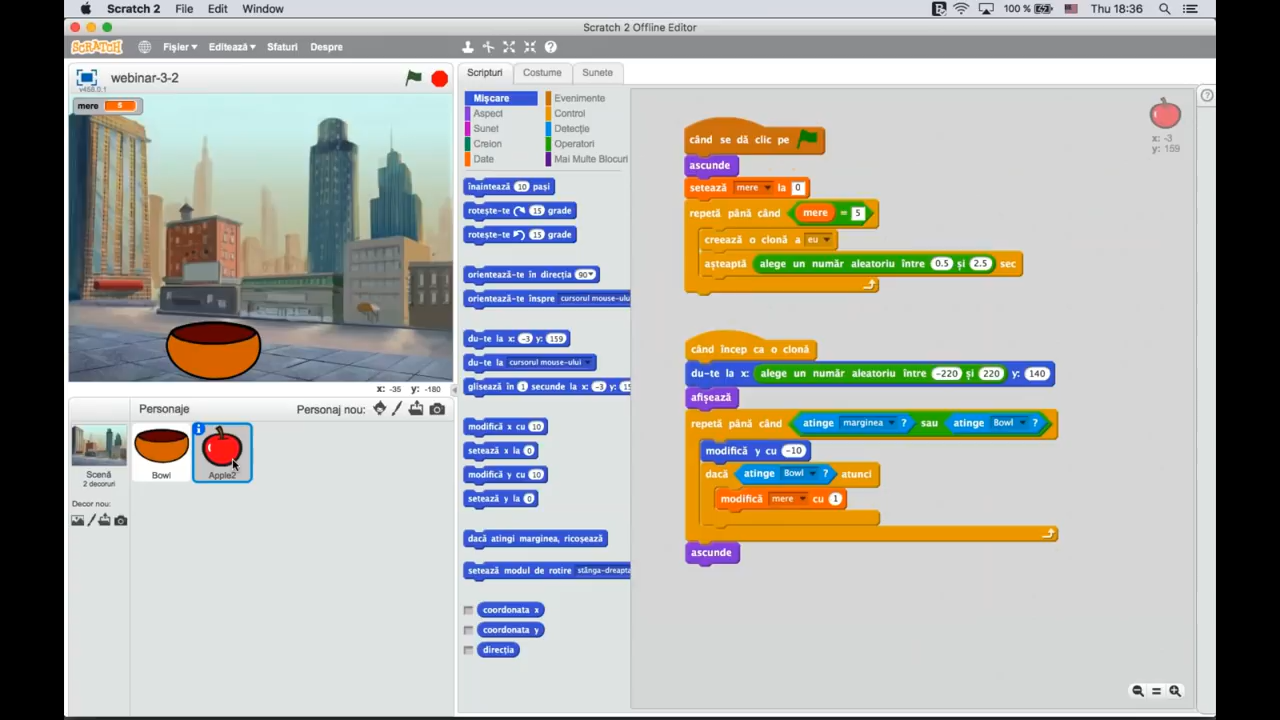 Scratch 2 File Edit Window 100 % Thu 18:36
Scratch 2 Offline Editor
SCRATCH Fișier Editează Sfaturi Despre
webinar-3-2
v458.0.1
mere 5
x: -35 y: -180
Personaje Personaj nou:
Scenă
2 decoruri
Decor nou:
Bowl
Apple2
Scripturi Costume Sunete
Mișcare Evenimente
Aspect Control
Sunet Detecție
Creion Operatori
Date Mai Multe Blocuri
înaintează 10 pași
rotește-te 15 grade
rotește-te 15 grade
orientează-te în direcția 90
orientează-te înspre cursorul mouse-ulu
du-te la x: -3 y: 159
du-te la cursorul mouse-ului
glisează în 1 secunde la x: -3 y: 15
modifică x cu 10
setează x la 0
modifică y cu 10
setează y la 0
dacă atingi marginea, ricoșează
setează modul de rotire stânga-dreapta
coordonata x
coordonata y
direcția
când se dă clic pe
ascunde
setează mere la 0
repetă până când mere = 5
creează o clonă a eu
așteaptă alege un număr aleatoriu între 0.5 și 2.5 sec
când încep ca o clonă
du-te la x: alege un număr aleatoriu între -220 și 220 y: 140
afișează
repetă până când atinge marginea ? sau atinge Bowl ?
modifică y cu -10
dacă atinge Bowl ? atunci
modifică mere cu 1
ascunde
x: -3
y: 159